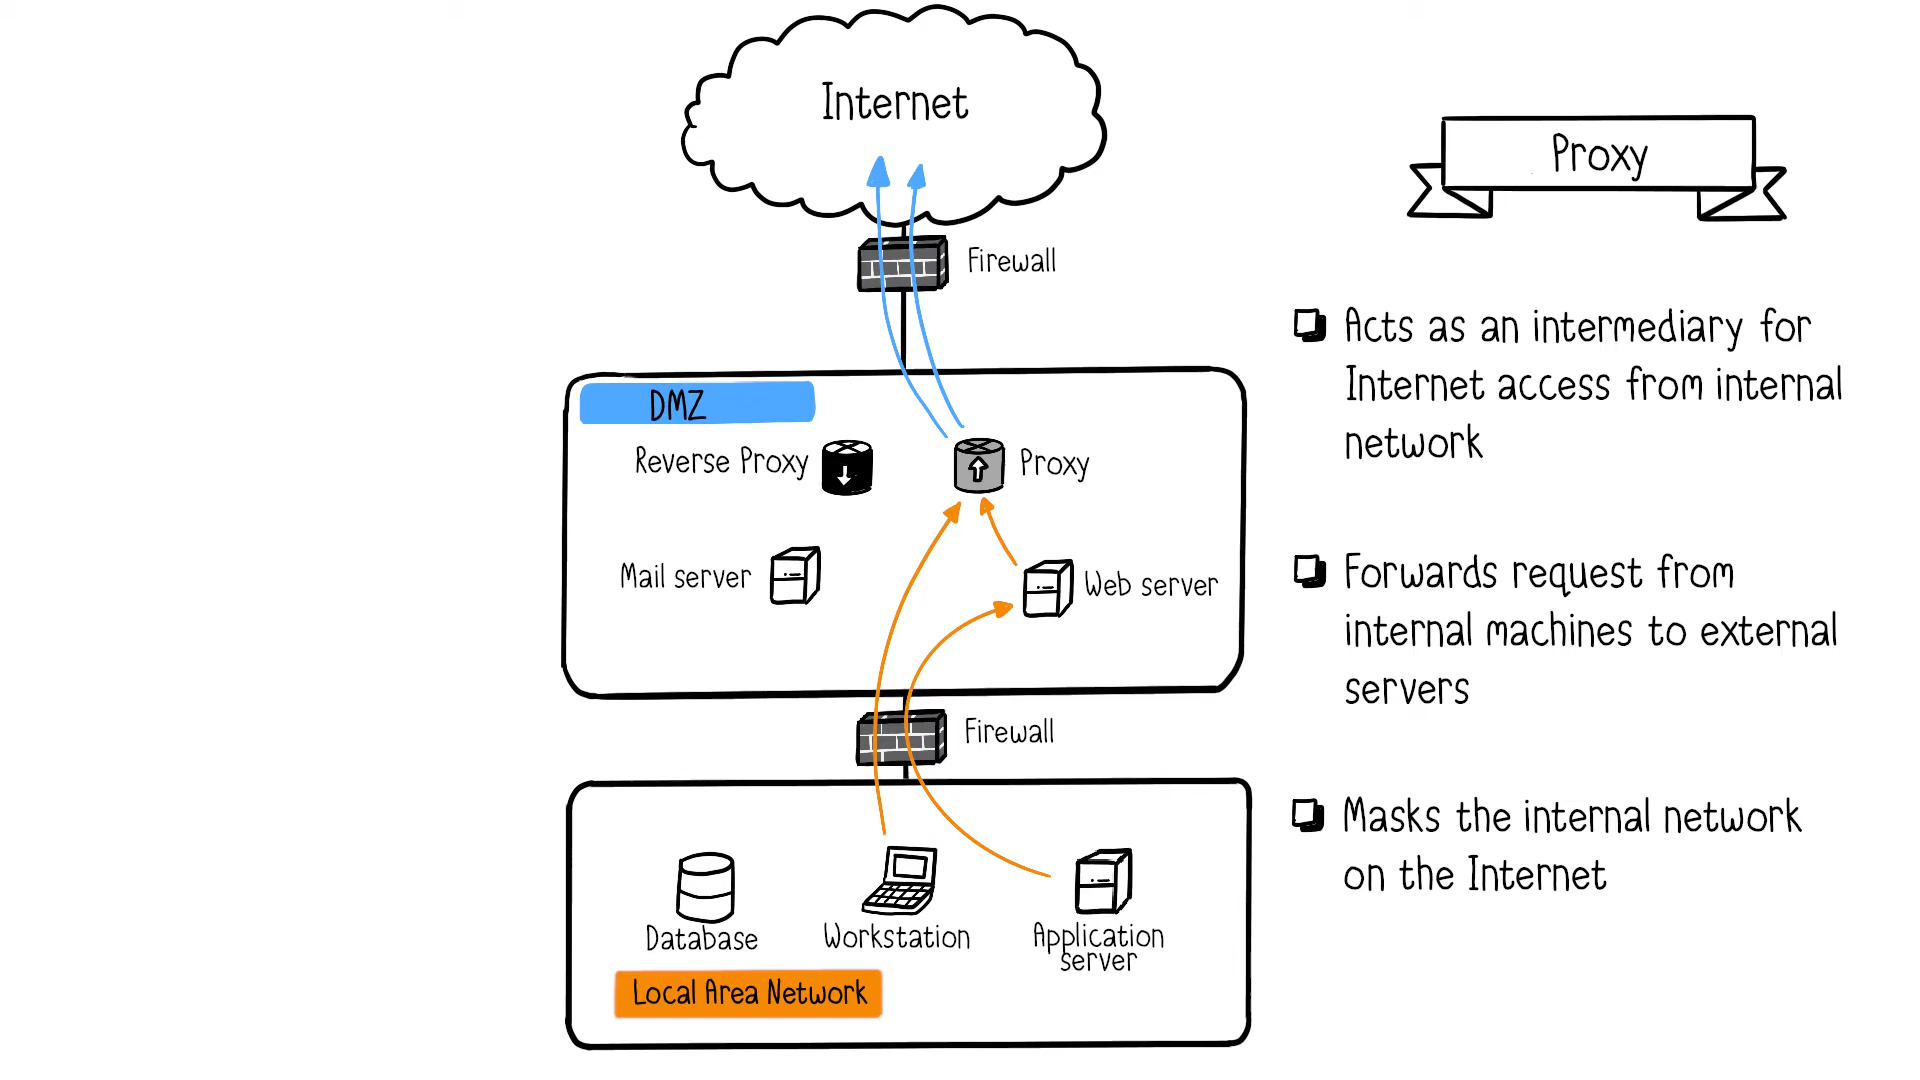 Internet
Proxy
Firewall
Acts as an intermediary for
Internet access from internal
network
DMZ
Reverse Proxy
Proxy
Mail server
Web server
Forwards request from
internal machines to external
servers
Firewall
Masks the internal network
on the Internet
Database
Workstation
Application
server
Local Area Network